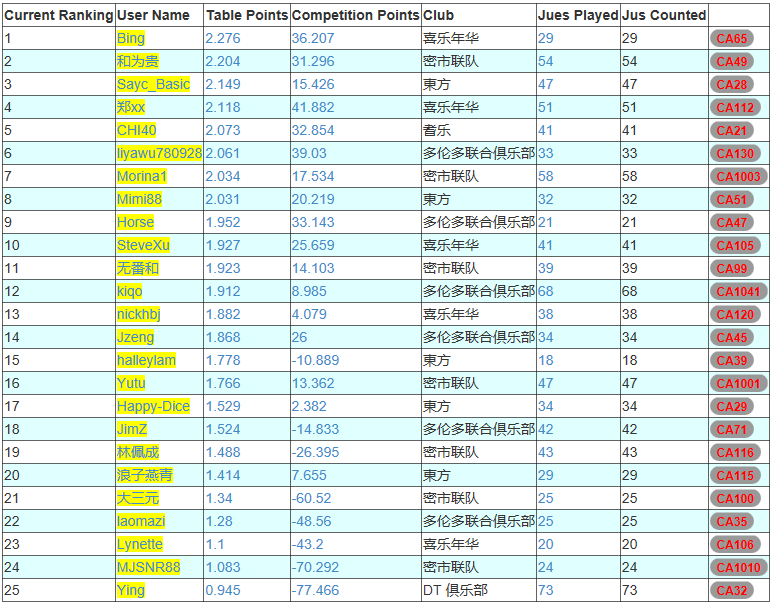 Current Ranking User Name Table Points Competition Points Club Jues Played Jus Counted
1 Bing 2.276 36.207 喜乐年华 29 29 CA65
2 和为贵 2.204 31.296 密市联队 54 54 CA49
3 Sayc_Basic 2.149 15.426 東方 47 47 CA28
4 郑xx 2.118 41.882 喜乐年华 51 51 CA112
5 CHI40 2.073 32.854 耆乐 41 41 CA21
6 liyawu780928 2.061 39.03 多伦多联合俱乐部 33 33 CA130
7 Morina1 2.034 17.534 密市联队 58 58 CA1003
8 Mimi88 2.031 20.219 東方 32 32 CA51
9 Horse 1.952 33.143 多伦多联合俱乐部 21 21 CA47
10 SteveXu 1.927 25.659 喜乐年华 41 41 CA105
11 无番和 1.923 14.103 密市联队 39 39 CA99
12 kiqo 1.912 8.985 多伦多联合俱乐部 68 68 CA1041
13 nickhbj 1.882 4.079 喜乐年华 38 38 CA120
14 Jzeng 1.868 26 多伦多联合俱乐部 34 34 CA45
15 halleylam 1.778 -10.889 東方 18 18 CA39
16 Yutu 1.766 13.362 密市联队 47 47 CA1001
17 Happy-Dice 1.529 2.382 東方 34 34 CA29
18 JimZ 1.524 -14.833 多伦多联合俱乐部 42 42 CA71
19 林佩成 1.488 -26.395 密市联队 43 43 CA116
20 浪子燕青 1.414 7.655 東方 29 29 CA115
21 大三元 1.34 -60.52 密市联队 25 25 CA100
22 laomazi 1.28 -48.56 多伦多联合俱乐部 25 25 CA35
23 Lynette 1.1 -43.2 喜乐年华 20 20 CA106
24 MJSNR88 1.083 -70.292 密市联队 24 24 CA1010
25 Ying 0.945 -77.466 DT 俱乐部 73 73 CA32